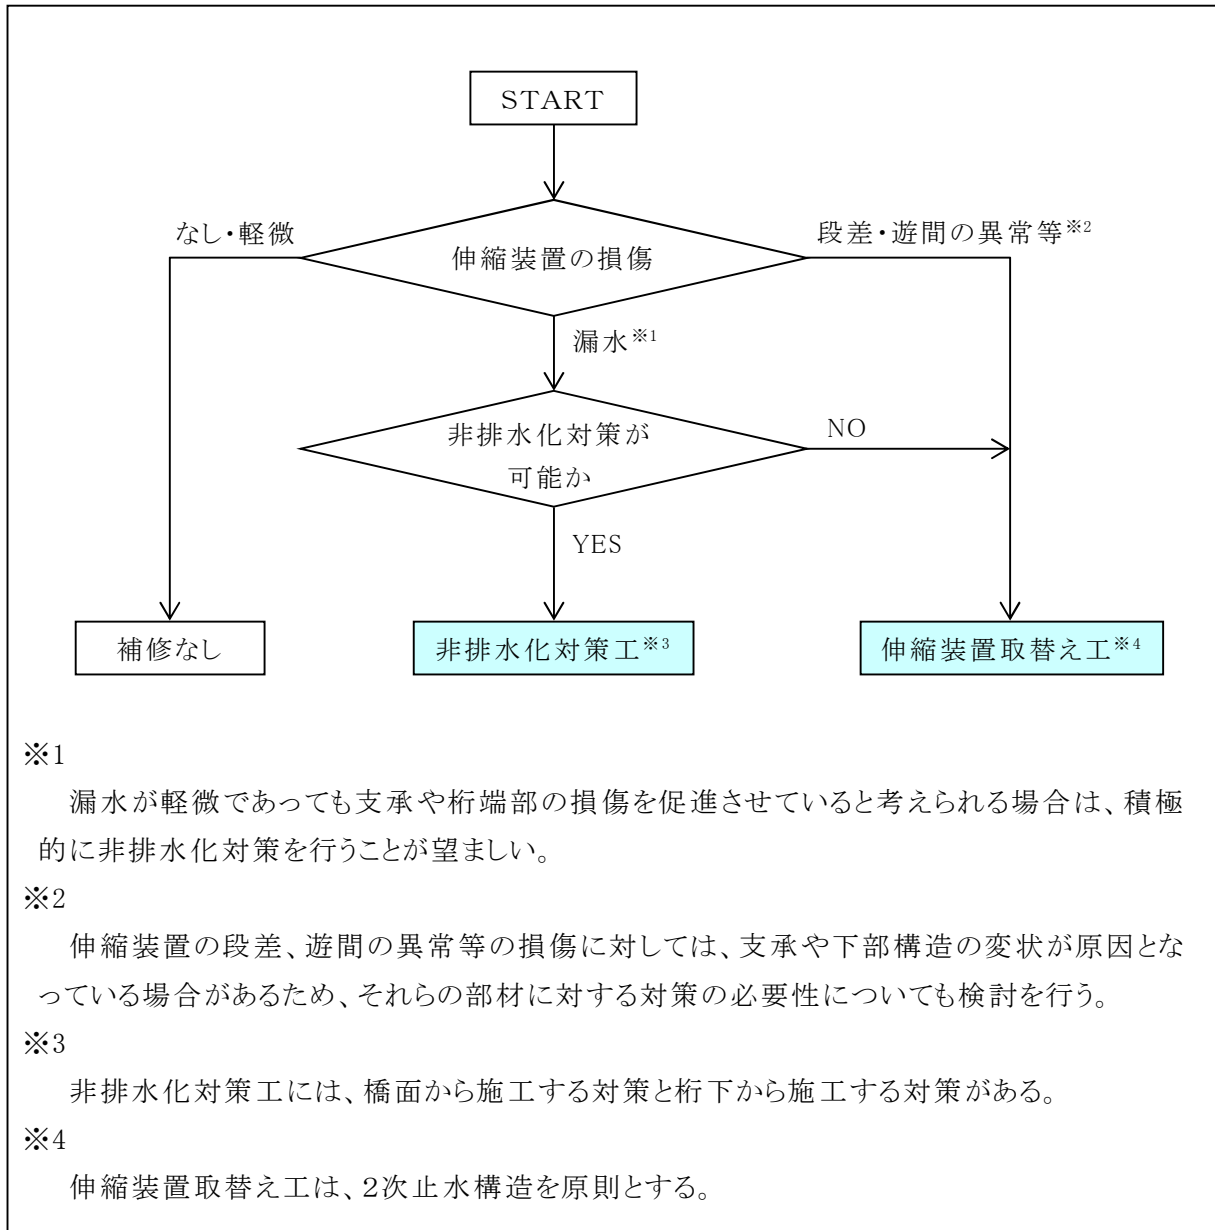 START
なし・軽微
段差・遊間の異常等※2
伸縮装置の損傷
漏水※1
非排水化対策が
可能か
NO
YES
補修なし
非排水化対策工※3
伸縮装置取替え工※4
※1
漏水が軽微であっても支承や桁端部の損傷を促進させていると考えられる場合は、積極
的に非排水化対策を行うことが望ましい。
※2
伸縮装置の段差、遊間の異常等の損傷に対しては、支承や下部構造の変状が原因とな
っている場合があるため、それらの部材に対する対策の必要性についても検討を行う。
※3
非排水化対策工には、橋面から施工する対策と桁下から施工する対策がある。
※4
伸縮装置取替え工は、2次止水構造を原則とする。